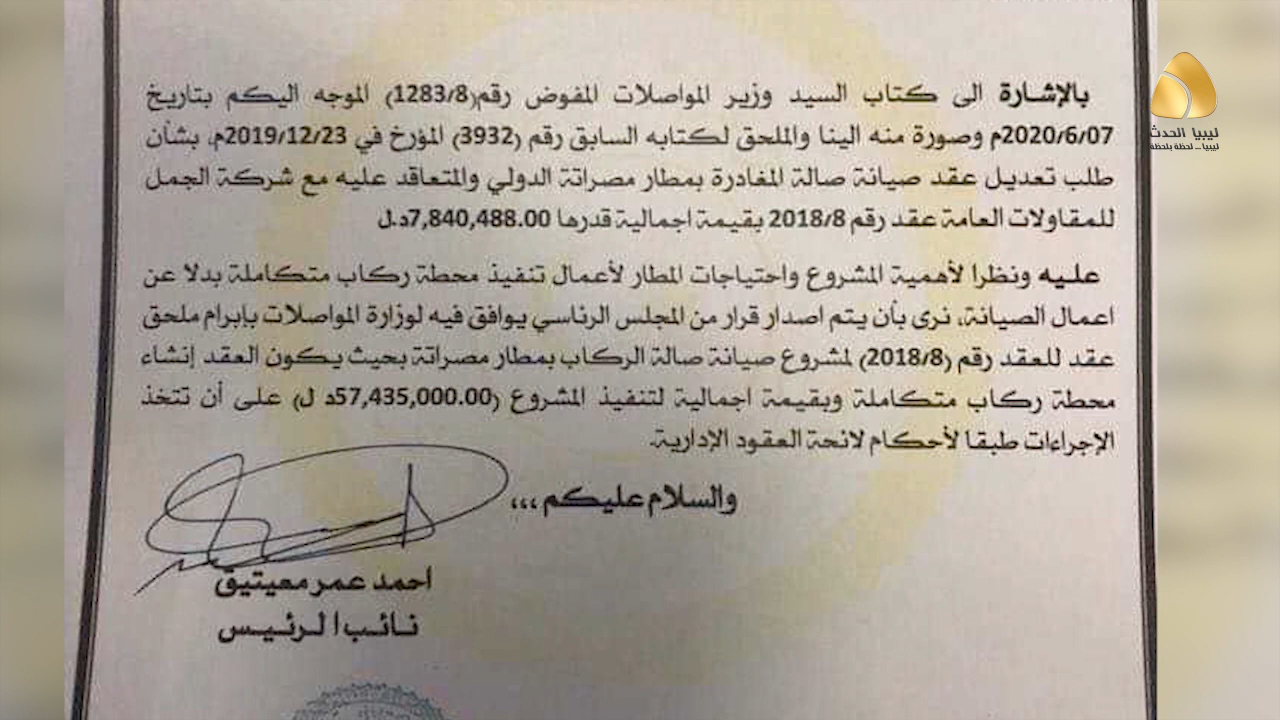 ليبيا الحدث
ليبيا .. لحظة بلحظة
بالإشارة الى كتاب السيد وزير المواصلات المفوض رقم(1283/8) الموجه اليكم بتاريخ
2020/6/07م وصورة منه الينا والملحق لكتابه السابق رقم (3932) المؤرخ في 2019/12/23م، بشأن
طلب تعديل عقد صيانة صالة المغادرة بمطار مصراتة الدولي والمتعاقد عليه مع شركة الجمل
للمقاولات العامة عقد رقم 2018/8 بقيمة اجمالية قدرها 7,840,488.00د.ل
عليه ونظرا لأهمية المشروع واحتياجات المطار لأعمال تنفيذ محطة ركاب متكاملة بدلا عن
اعمال الصيانة، نرى بأن يتم اصدار قرار من المجلس الرئاسي يوافق فيه لوزارة المواصلات بإبرام ملحق
عقد للعقد رقم (2018/8) لمشروع صيانة صالة الركاب بمطار مصراتة بحيث يكون العقد إنشاء
محطة ركاب متكاملة وبقيمة اجمالية لتنفيذ المشروع (57,435,000.00د ل) على أن تتخذ
الإجراءات طبقا لأحكام لائحة العقود الإدارية.
والسلام عليكم ،،،
احمد عمر معيتيق
نائب الرئيس